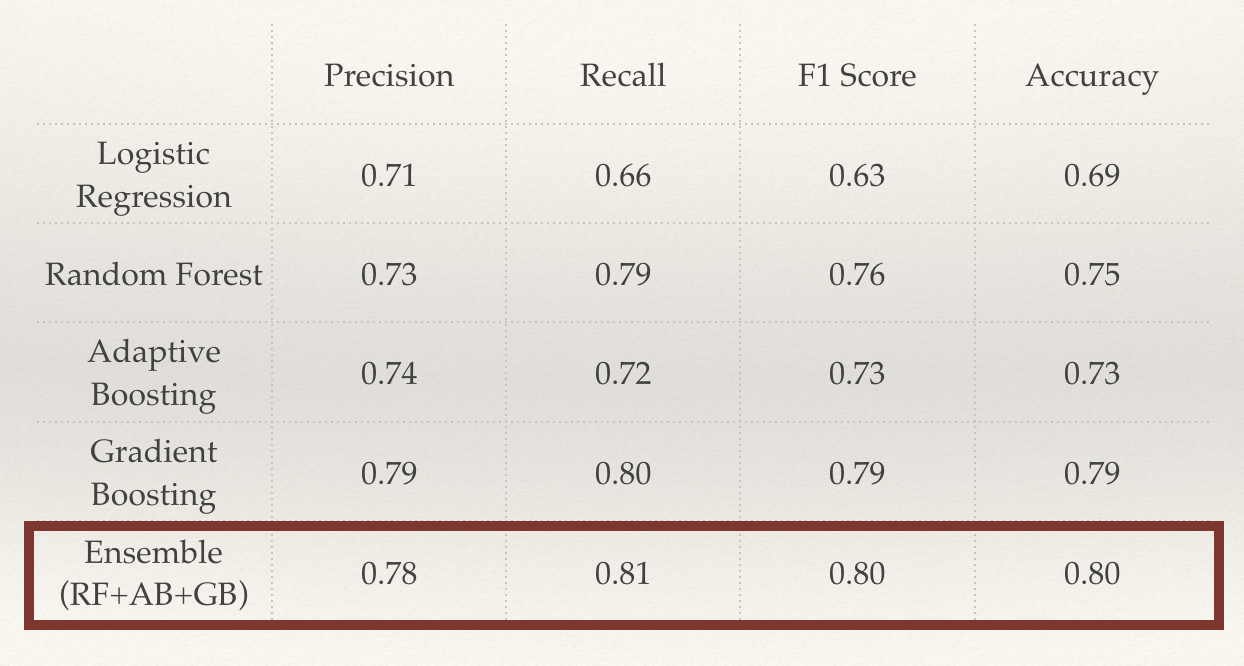 Precision Recall F1 Score Accuracy
Logistic
Regression 0.71 0.66 0.63 0.69
Random Forest 0.73 0.79 0.76 0.75
Adaptive
Boosting 0.74 0.72 0.73 0.73
Gradient
Boosting 0.79 0.80 0.79 0.79
Ensemble
(RF+AB+GB) 0.78 0.81 0.80 0.80